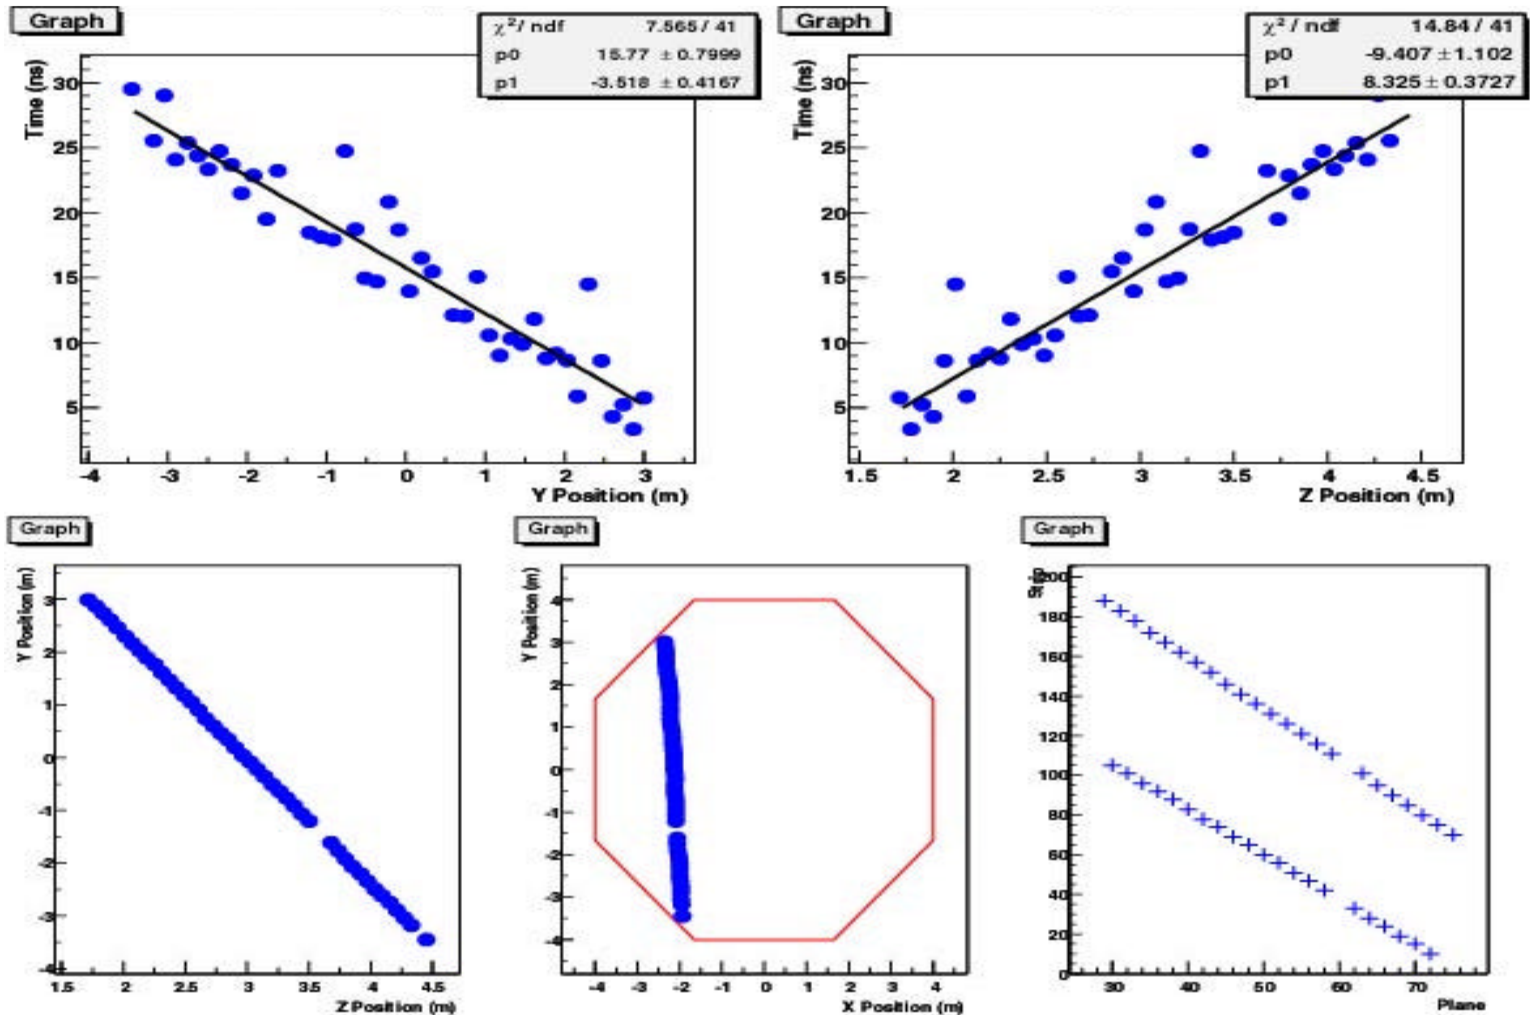 Graph
χ²/ ndf 7.565 / 41
p0 15.77 ± 0.7999
p1 -3.518 ± 0.4167
Time (ns)
30
25
20
15
10
5
-4 -3 -2 -1 0 1 2 3
Y Position (m)
Graph
χ² / ndf 14.84 / 41
p0 -9.407 ± 1.102
p1 8.325 ± 0.3727
Time (ns)
30
25
20
15
10
5
1.5 2 2.5 3 3.5 4 4.5
Z Position (m)
Graph
Y Position (m)
3
2
1
0
-1
-2
-3
-4
1.5 2 2.5 3 3.5 4 4.5
Z Position (m)
Graph
Y Position (m)
4
3
2
1
0
-1
-2
-3
-4
-4 -3 -2 -1 0 1 2 3 4
X Position (m)
Graph
Strip
200
180
160
140
120
100
80
60
40
20
0
30 40 50 60 70
Plane